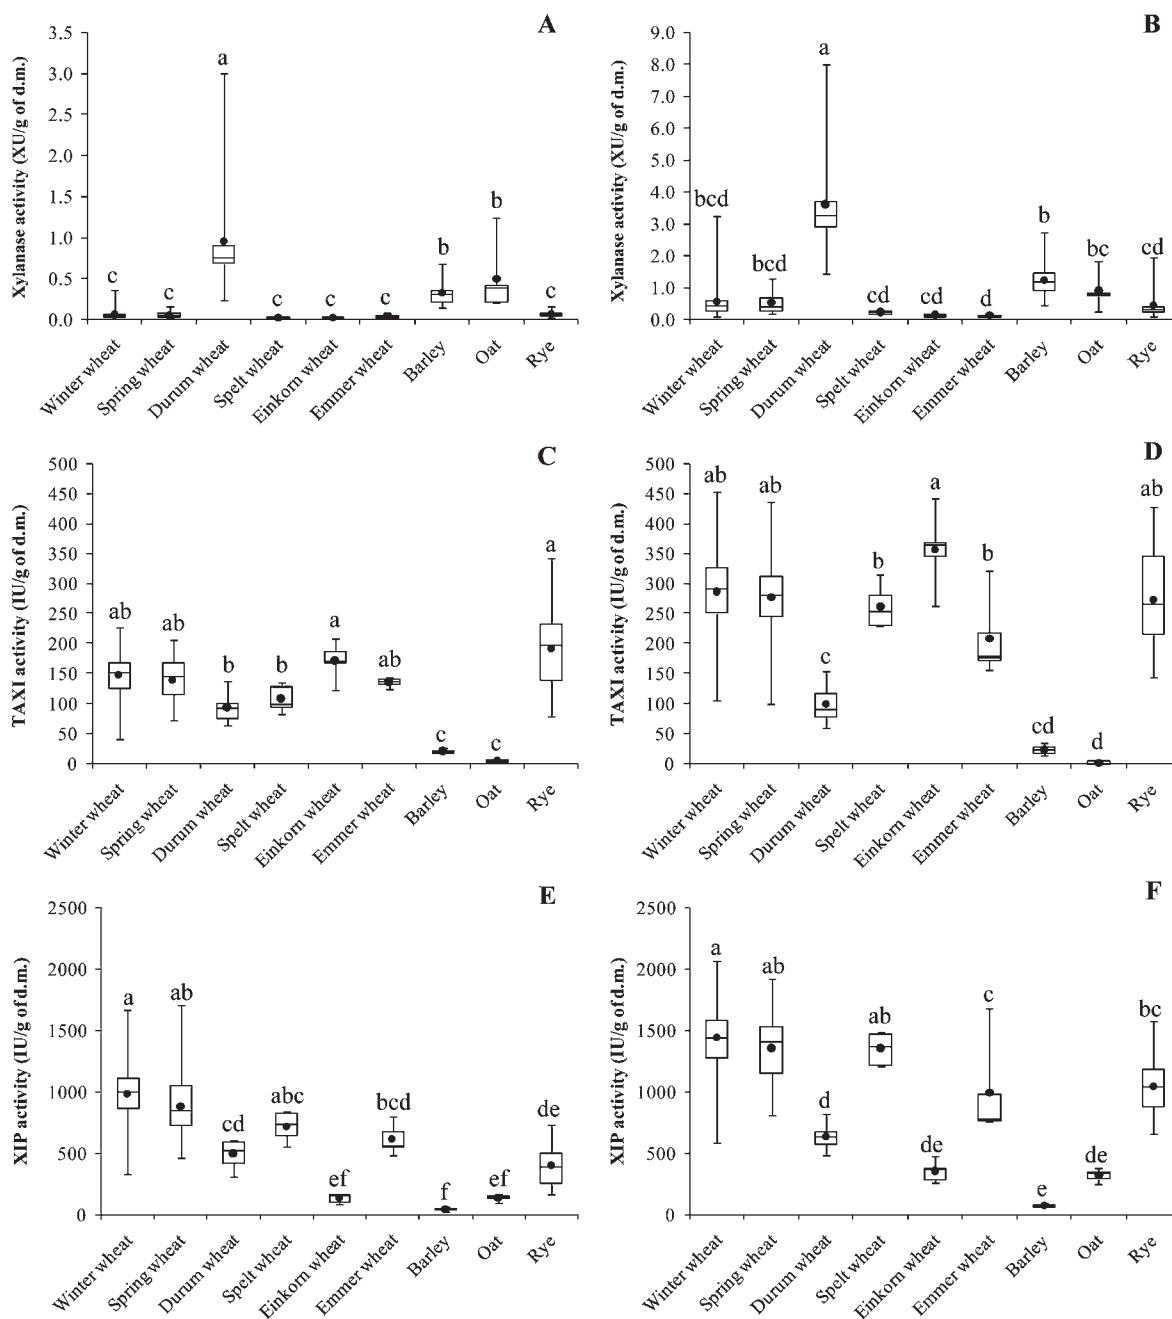 A
Xylanase activity (XU/g of d.m.)
3.5
3.0
2.5
2.0
1.5
1.0
0.5
0.0
c
c
a
c
c
c
b
b
c
Winter wheat
Spring wheat
Durum wheat
Spelt wheat
Einkorn wheat
Emmer wheat
Barley
Oat
Rye
B
Xylanase activity (XU/g of d.m.)
9.0
8.0
7.0
6.0
5.0
4.0
3.0
2.0
1.0
0.0
bcd
bcd
a
cd
cd
d
b
bc
cd
Winter wheat
Spring wheat
Durum wheat
Spelt wheat
Einkorn wheat
Emmer wheat
Barley
Oat
Rye
C
TAXI activity (IU/g of d.m.)
500
450
400
350
300
250
200
150
100
50
0
ab
ab
b
b
a
ab
c
c
a
Winter wheat
Spring wheat
Durum wheat
Spelt wheat
Einkorn wheat
Emmer wheat
Barley
Oat
Rye
D
TAXI activity (IU/g of d.m.)
500
450
400
350
300
250
200
150
100
50
0
ab
ab
c
b
a
b
cd
d
ab
Winter wheat
Spring wheat
Durum wheat
Spelt wheat
Einkorn wheat
Emmer wheat
Barley
Oat
Rye
E
XIP activity (IU/g of d.m.)
2500
2000
1500
1000
500
0
a
ab
cd
abc
ef
bcd
f
ef
de
Winter wheat
Spring wheat
Durum wheat
Spelt wheat
Einkorn wheat
Emmer wheat
Barley
Oat
Rye
F
XIP activity (IU/g of d.m.)
2500
2000
1500
1000
500
0
a
ab
d
ab
de
c
e
de
bc
Winter wheat
Spring wheat
Durum wheat
Spelt wheat
Einkorn wheat
Emmer wheat
Barley
Oat
Rye